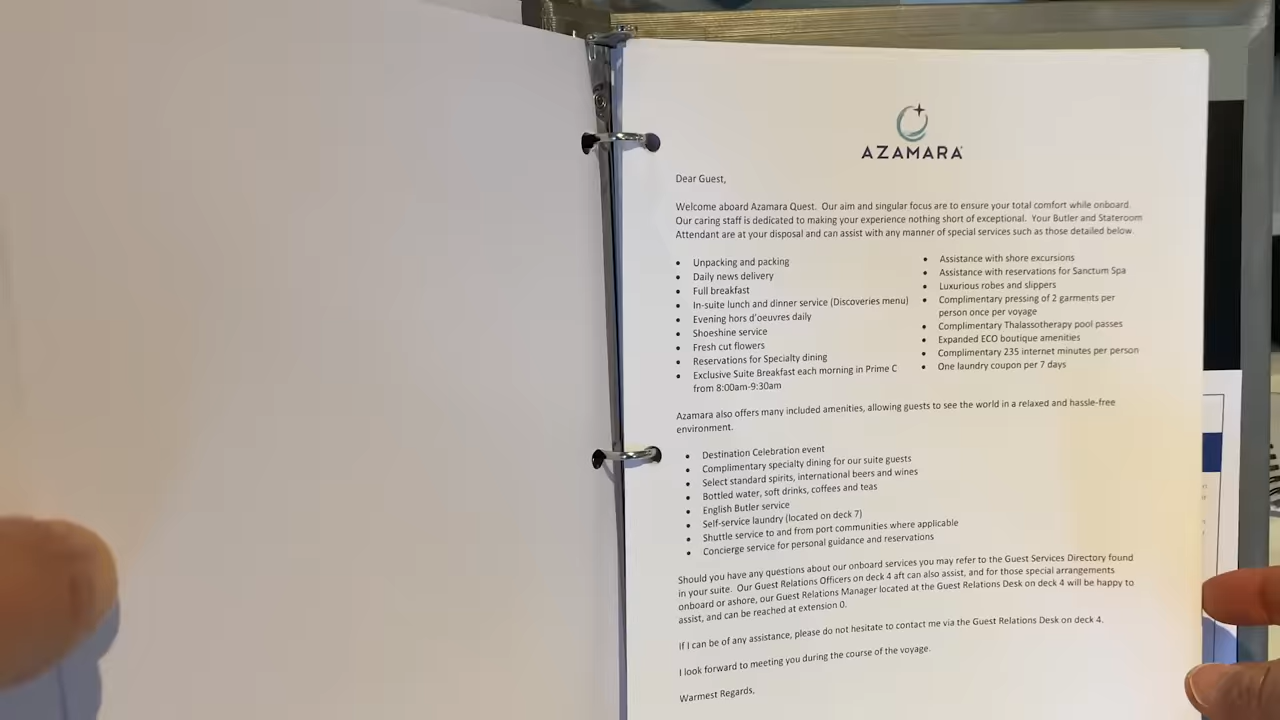 AZAMARA
Dear Guest,
Welcome aboard Azamara Quest. Our aim and singular focus are to ensure your total comfort while onboard.
Our caring staff is dedicated to making your experience nothing short of exceptional. Your Butler and Stateroom
Attendant are at your disposal and can assist with any manner of special services such as those detailed below.
• Unpacking and packing
• Daily news delivery
• Full breakfast
• In-suite lunch and dinner service (Discoveries menu)
• Evening hors d'oeuvres daily
• Shoeshine service
• Fresh cut flowers
• Reservations for Specialty dining
• Exclusive Suite Breakfast each morning in Prime C
from 8:00am-9:30am
• Assistance with shore excursions
• Assistance with reservations for Sanctum Spa
• Luxurious robes and slippers
• Complimentary pressing of 2 garments per
person once per voyage
• Complimentary Thalassotherapy pool passes
• Expanded ECO boutique amenities
• Complimentary 235 internet minutes per person
• One laundry coupon per 7 days
Azamara also offers many included amenities, allowing guests to see the world in a relaxed and hassle-free
environment.
• Destination Celebration event
• Complimentary specialty dining for our suite guests
• Select standard spirits, international beers and wines
• Bottled water, soft drinks, coffees and teas
• English Butler service
• Self-service laundry (located on deck 7)
• Shuttle service to and from port communities where applicable
• Concierge service for personal guidance and reservations
Should you have any questions about our onboard services you may refer to the Guest Services Directory found
in your suite. Our Guest Relations Officers on deck 4 aft can also assist, and for those special arrangements
onboard or ashore, our Guest Relations Manager located at the Guest Relations Desk on deck 4 will be happy to
assist, and can be reached at extension 0.
If I can be of any assistance, please do not hesitate to contact me via the Guest Relations Desk on deck 4.
I look forward to meeting you during the course of the voyage.
Warmest Regards,